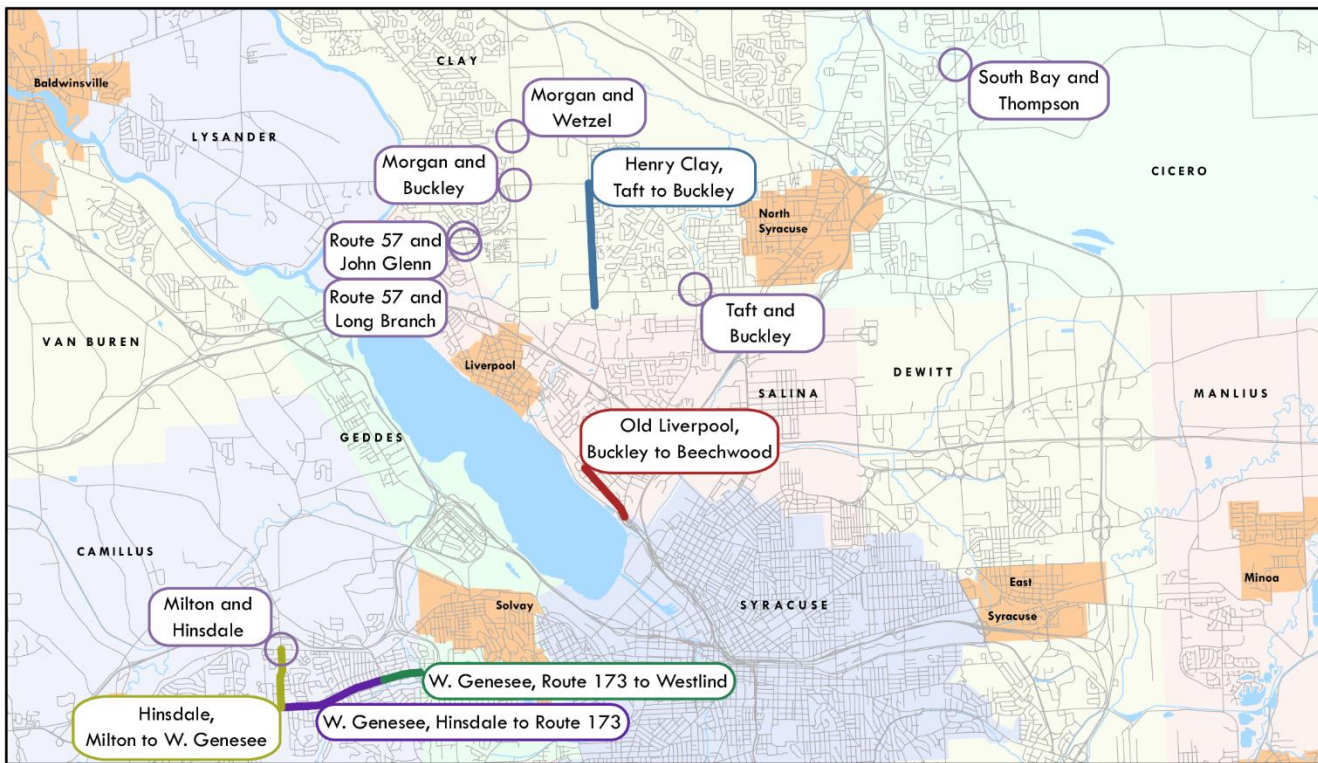 CLAY
Baldwinsville
LYSANDER
Morgan and
Wetzel
South Bay and
Thompson
Morgan and
Buckley
Henry Clay,
Taft to Buckley
CICERO
North
Syracuse
Route 57 and
John Glenn
Route 57 and
Long Branch
Taft and
Buckley
VAN BUREN
Liverpool
SALINA
DEWITT
MANLIUS
GEDDES
Old Liverpool,
Buckley to Beechwood
CAMILLUS
Milton and
Hinsdale
Solvay
SYRACUSE
East
Syracuse
Minoa
W. Genesee, Route 173 to Westlind
Hinsdale,
Milton to W. Genesee
W. Genesee, Hinsdale to Route 173